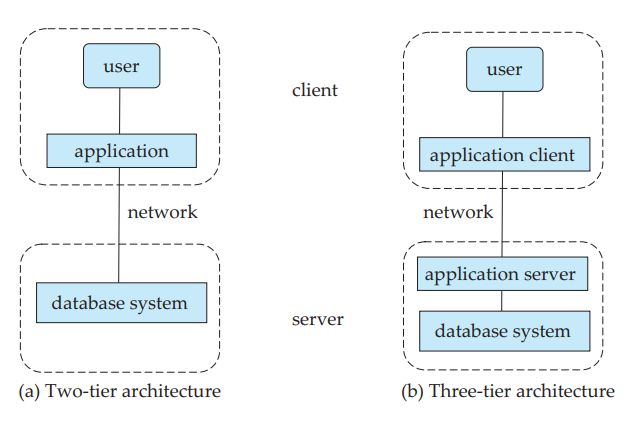 user
application
network
database system
(a) Two-tier architecture
client
server
user
application client
network
application server
database system
(b) Three-tier architecture